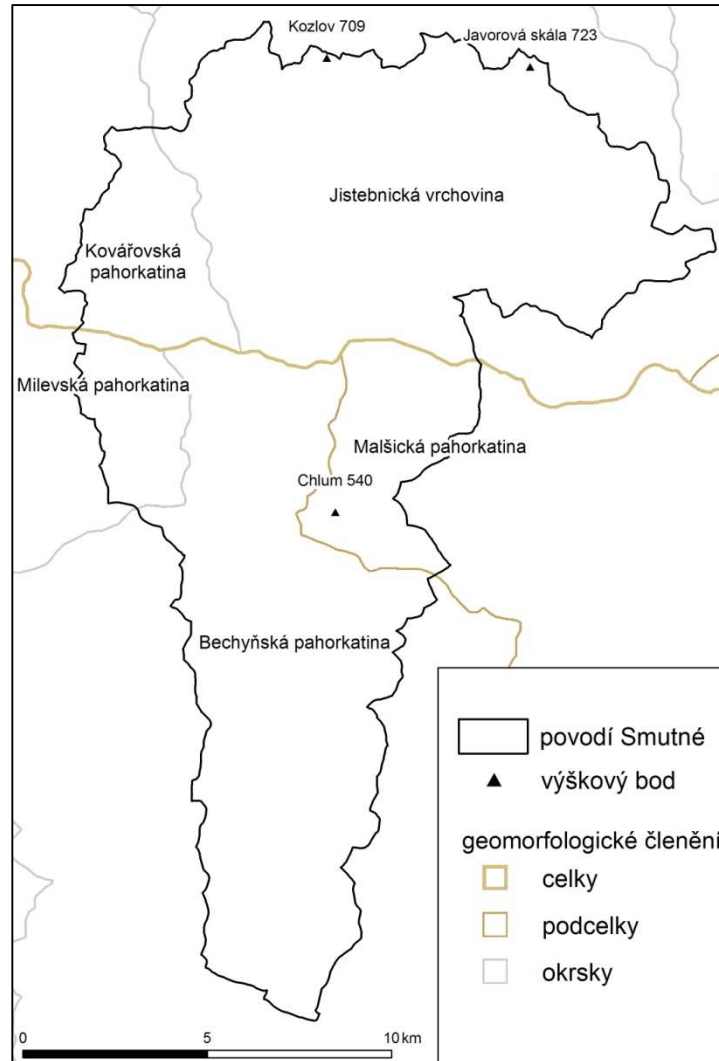 Kozlov 709
Javorová skála 723
Jistebnická vrchovina
Kovářovská
pahorkatina
Milevská pahorkatina
Malšická pahorkatina
Chlum 540
Bechyňská pahorkatina
povodí Smutné
výškový bod
geomorfologické členění
celky
podcelky
okrsky
0 5 10 km